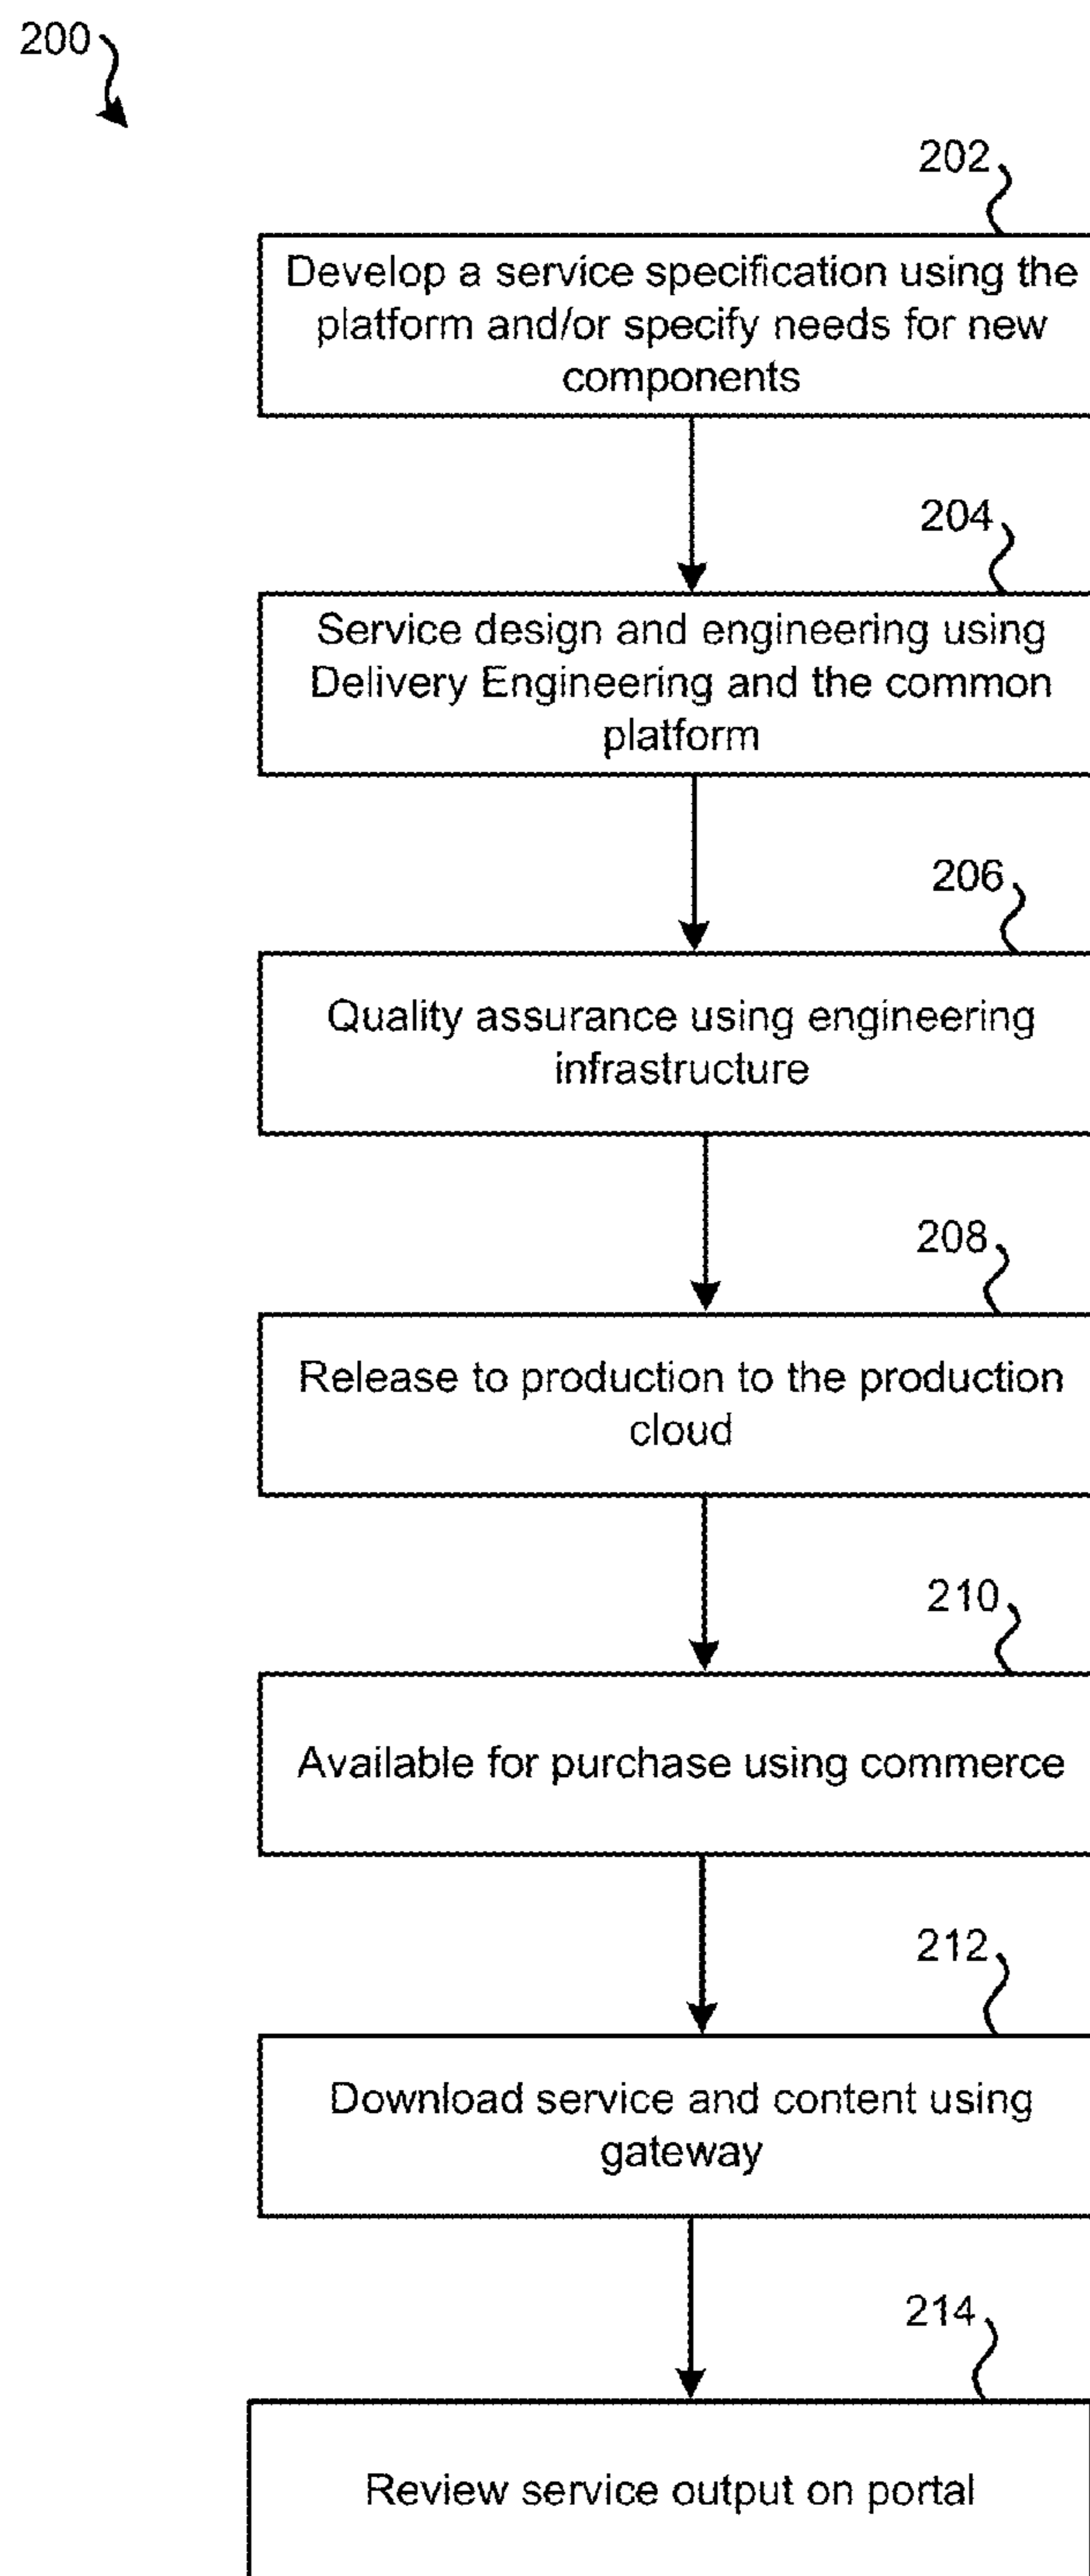 200
202
Develop a service specification using the
platform and/or specify needs for new
components
204
Service design and engineering using
Delivery Engineering and the common
platform
206
Quality assurance using engineering
infrastructure
208
Release to production to the production
cloud
210
Available for purchase using commerce
212
Download service and content using
gateway
214
Review service output on portal